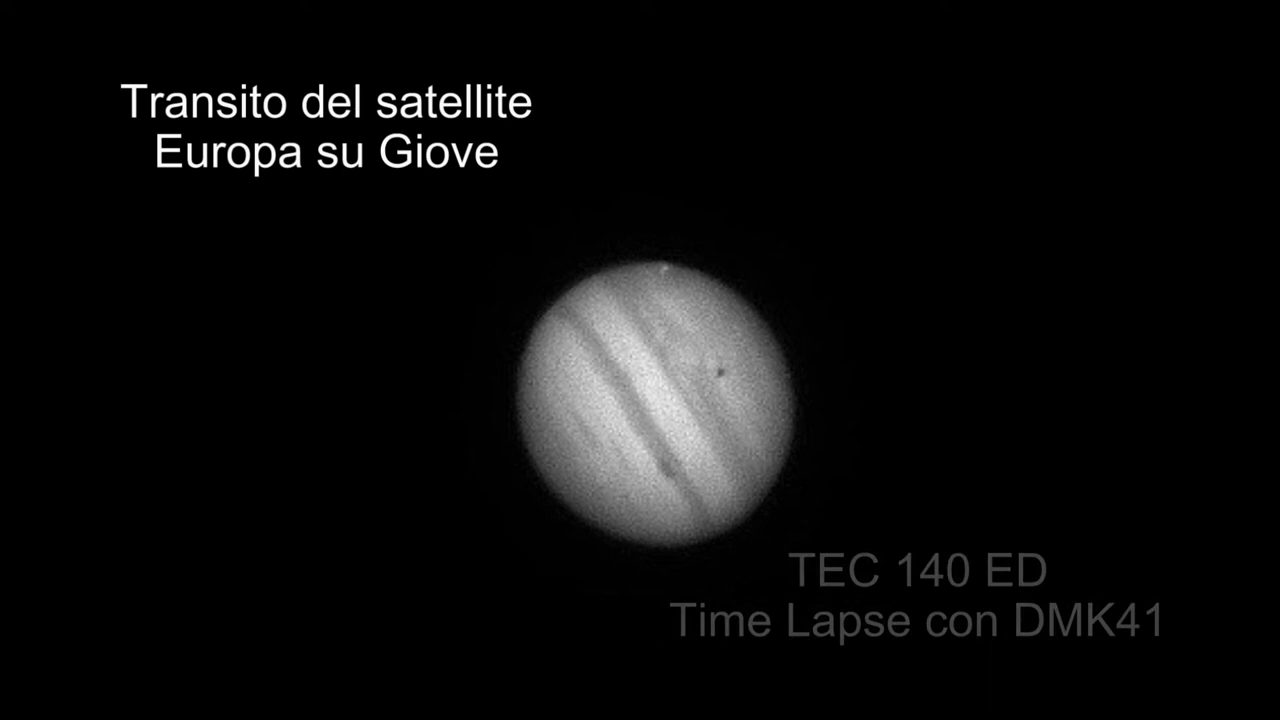 Transito del satellite
Europa su Giove
TEC 140 ED
Time Lapse con DMK41